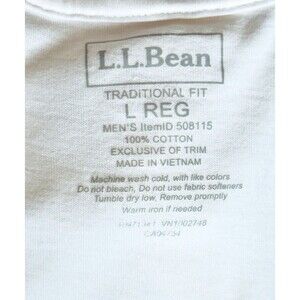 L.L.Bean
TRADITIONAL FIT
L REG
MEN'S ItemID 508115
100% COTTON
EXCLUSIVE OF TRIM
MADE IN VIETNAM
Machine wash cold, with like colors
Do not bleach, Do not use fabric softeners
Tumble dry low, Remove promptly
Warm iron if needed